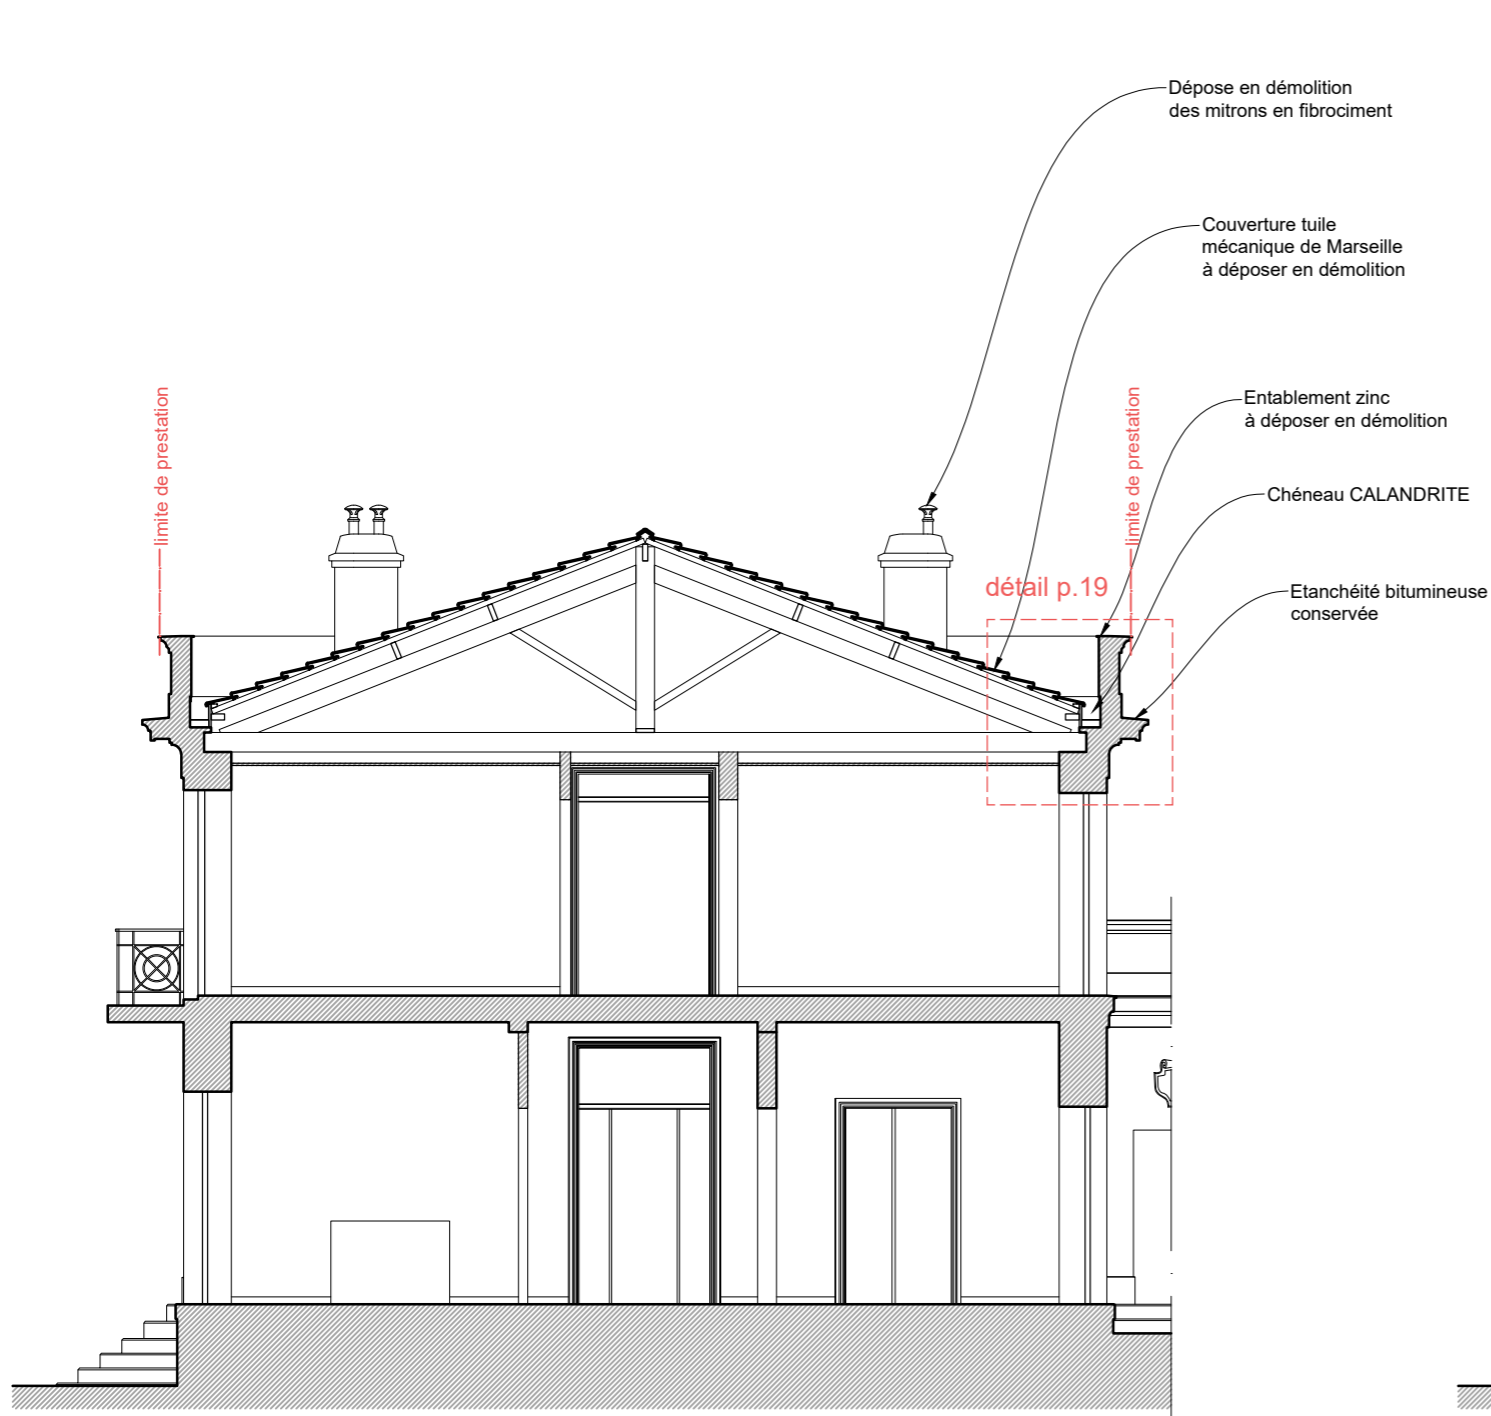 Dépose en démolition
des mitrons en fibrociment
Couverture tuile
mécanique de Marseille
à déposer en démolition
limite de prestation
limite de prestation
Entablement zinc
à déposer en démolition
Chéneau CALANDRITE
détail p.19
Etanchéité bitumineuse
conservée